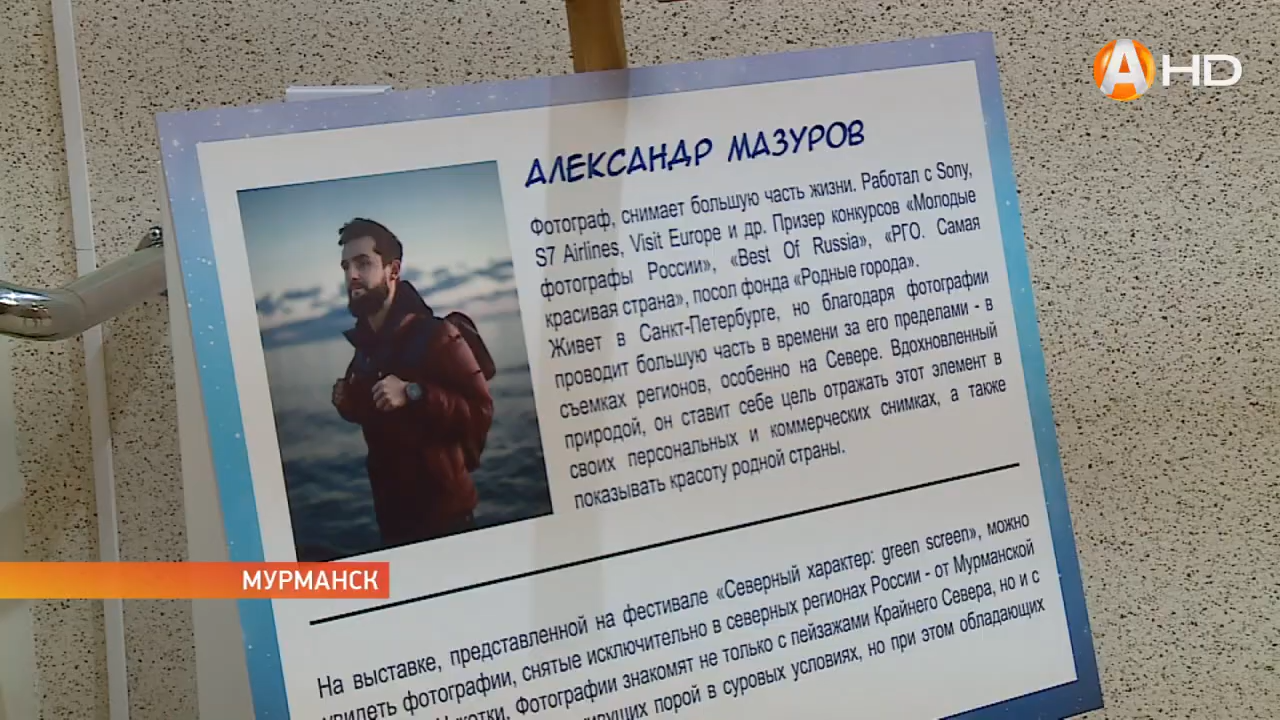 А HD
АЛЕКСАНДР МАЗУРОВ
Фотограф, снимает большую часть жизни. Работал с Sony,
S7 Airlines, Visit Europe и др. Призер конкурсов «Молодые
фотографы России», «Best Of Russia», «РГО. Самая
красивая страна», посол фонда «Родные города».
Живет в Санкт-Петербурге, но благодаря фотографии
проводит большую часть в времени за его пределами - в
съемках регионов, особенно на Севере. Вдохновленный
природой, он ставит себе цель отражать этот элемент в
своих персональных и коммерческих снимках, а также
показывать красоту родной страны.
МУРМАНСК
На выставке, представленной на фестивале «Северный характер: green screen», можно
увидеть фотографии, снятые исключительно в северных регионах России - от Мурманской
Фотографии знакомят не только с пейзажами Крайнего Севера, но и с
порой в суровых условиях, но при этом обладающих